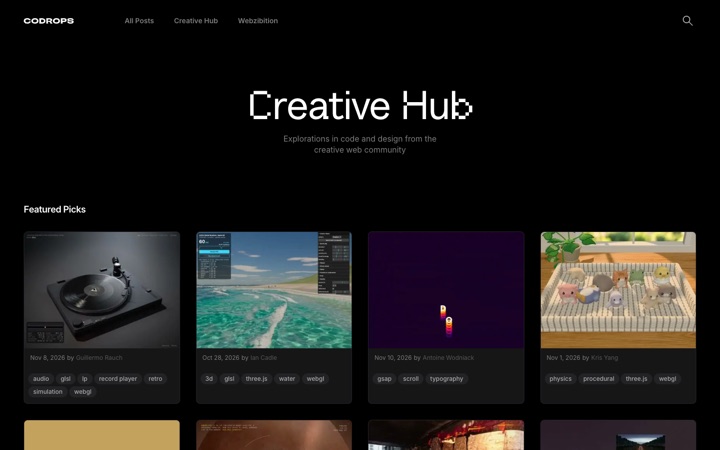 CODROPS
All Posts
Creative Hub
Webzibition
Creative Hub
Explorations in code and design from the
creative web community
Featured Picks
Nov 8, 2026 by Guillermo Rauch
audio glsl lp record player retro
simulation webgl
Oct 28, 2026 by Ian Castle
3d glsl three.js water webgl
Nov 10, 2026 by Antoine Wodniack
gsap scroll typography
Nov 1, 2026 by Kris Yang
physics procedural three.js webgl